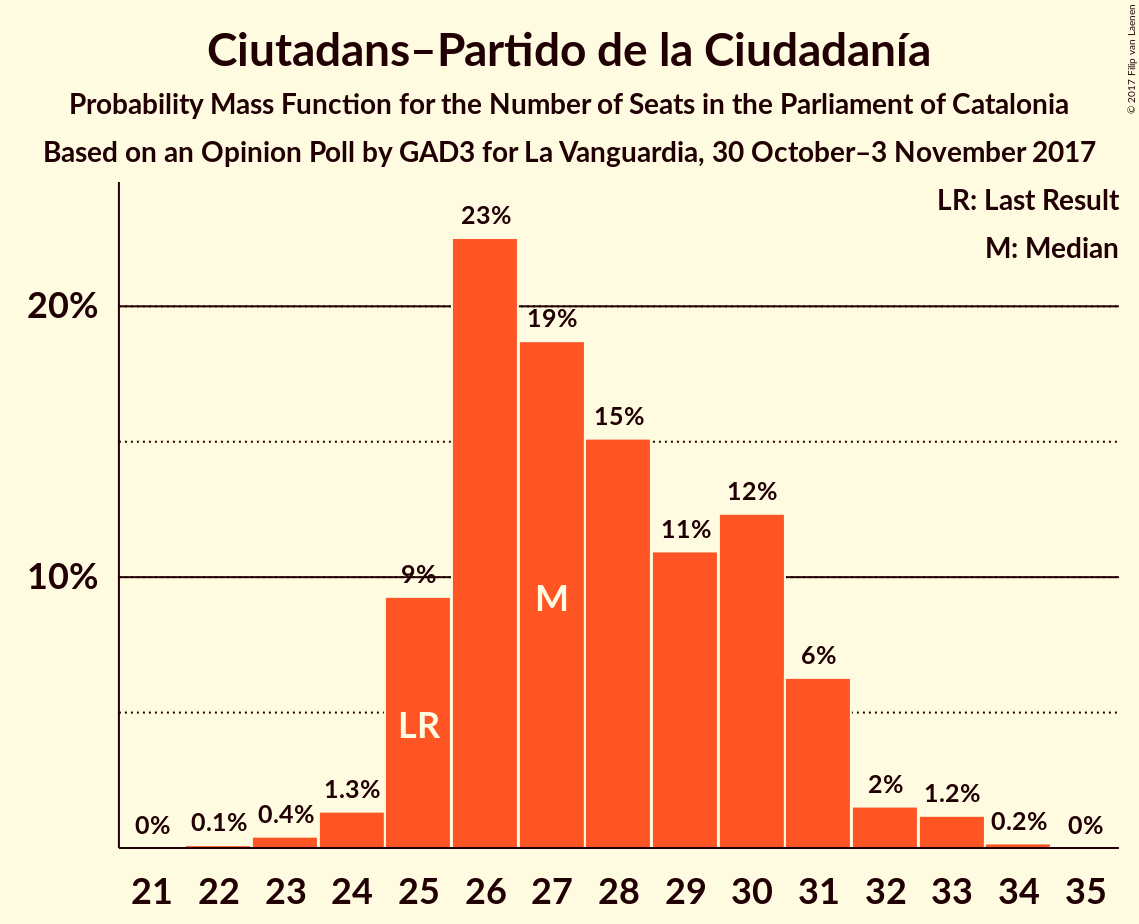 Ciutadans–Partido de la Ciudadanía
Probability Mass Function for the Number of Seats in the Parliament of Catalonia
Based on an Opinion Poll by GAD3 for La Vanguardia, 30 October–3 November 2017
© 2017 Filip van Laenen
LR: Last Result
M: Median
20%
10%
0%
0.1%
0.4%
1.3%
9%
23%
19%
15%
11%
12%
6%
2%
1.2%
0.2%
0%
LR
M
21 22 23 24 25 26 27 28 29 30 31 32 33 34 35